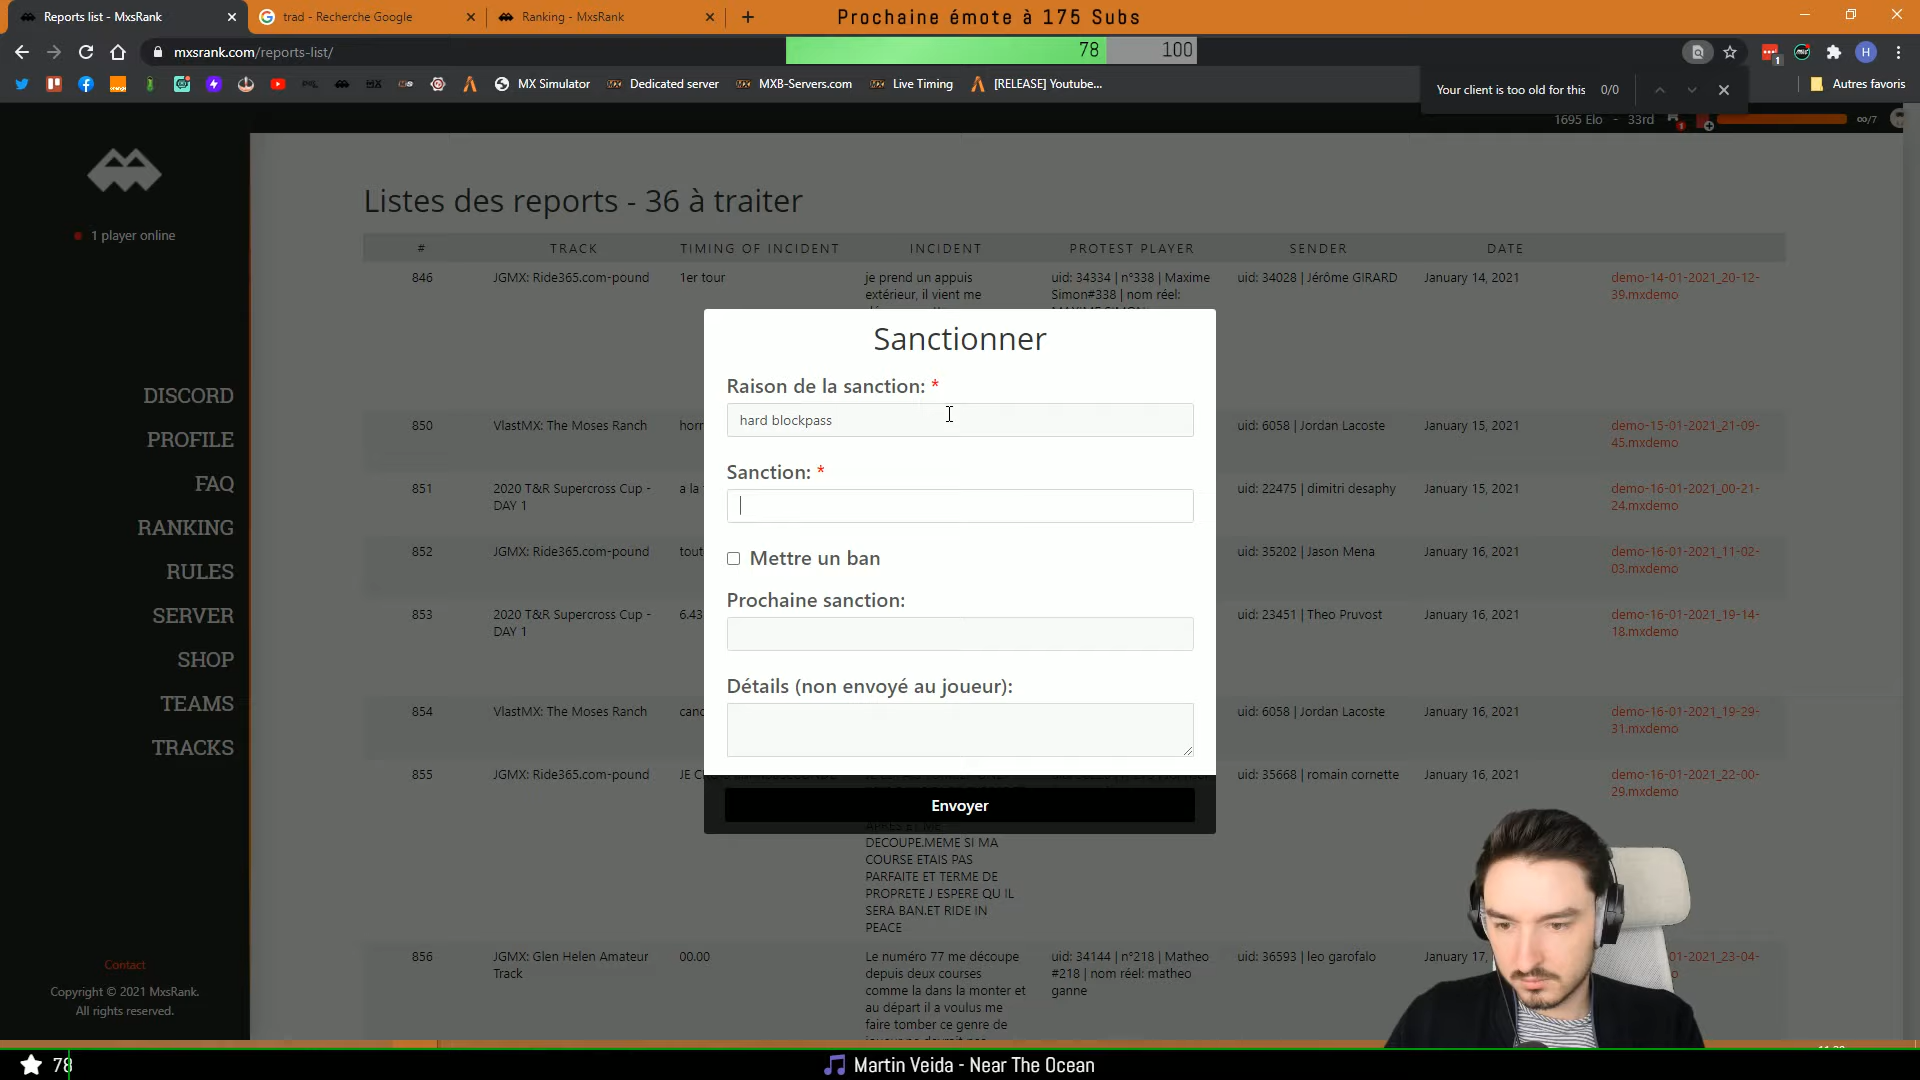 Reports list - MxsRank
trad - Recherche Google
Ranking - MxsRank
Prochaine émote à 175 Subs
mxsrank.com/reports-list/
78
100
MX Simulator
Dedicated server
MXB-Servers.com
Live Timing
[RELEASE] Youtube...
Your client is too old for this 0/0
Autres favoris
1695 Elo - 33rd
∞/7
1 player online
DISCORD
PROFILE
FAQ
RANKING
RULES
SERVER
SHOP
TEAMS
TRACKS
Contact
Copyright © 2021 MxsRank.
All rights reserved.
Listes des reports - 36 à traiter
# TRACK TIMING OF INCIDENT INCIDENT PROTEST PLAYER SENDER DATE
846 JGMX: Ride365.com-pound 1er tour je prend un appuis uid: 34334 | n°338 | Maxime uid: 34028 | Jérôme GIRARD January 14, 2021 demo-14-01-2021_20-12-
extérieur, il vient me Simon#338 | nom réel: 39.mxdemo
850 VlastMX: The Moses Ranch uid: 6058 | Jordan Lacoste January 15, 2021 demo-15-01-2021_21-09-
45.mxdemo
851 2020 T&R Supercross Cup - a la uid: 22475 | dimitri desaphy January 15, 2021 demo-16-01-2021_00-21-
DAY 1 24.mxdemo
852 JGMX: Ride365.com-pound tout uid: 35202 | Jason Mena January 16, 2021 demo-16-01-2021_11-02-
03.mxdemo
853 2020 T&R Supercross Cup - 6.43 uid: 23451 | Theo Pruvost January 16, 2021 demo-16-01-2021_19-14-
DAY 1 18.mxdemo
854 VlastMX: The Moses Ranch uid: 6058 | Jordan Lacoste January 16, 2021 demo-16-01-2021_19-29-
31.mxdemo
855 JGMX: Ride365.com-pound uid: 35668 | romain cornette January 16, 2021 demo-16-01-2021_22-00-
29.mxdemo
DECOUPE.MEME SI MA
COURSE ETAIS PAS
PARFAITE ET TERME DE
PROPRETE J ESPERE QU IL
SERA BAN.ET RIDE IN
PEACE
856 JGMX: Glen Helen Amateur 00.00 Le numéro 77 me découpe uid: 34144 | n°218 | Matheo uid: 36593 | leo garofalo January 17,
Track depuis deux courses #218 | nom réel: matheo
comme la dans la monter et ganne
au départ il a voulus me
faire tomber ce genre de
Sanctionner
Raison de la sanction: *
hard blockpass
Sanction: *
Mettre un ban
Prochaine sanction:
Détails (non envoyé au joueur):
Envoyer
78
Martin Veida - Near The Ocean